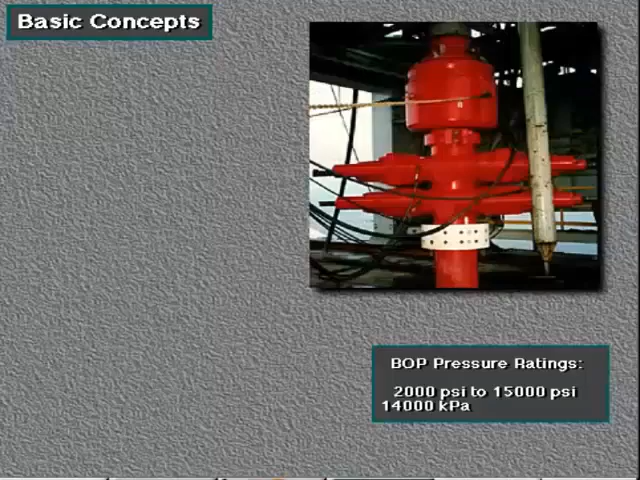 Basic Concepts
BOP Pressure Ratings:
2000 psi to 15000 psi
14000 kPa